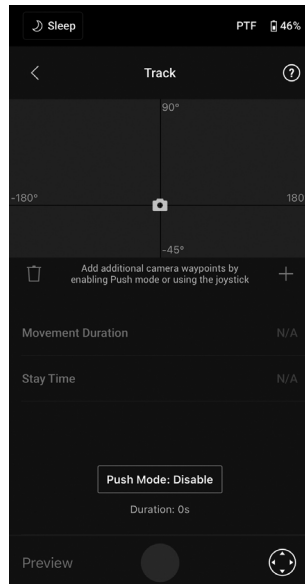 Sleep PTF 46%
Track ?
90°
-180° 180
-45°
Add additional camera waypoints by
enabling Push mode or using the joystick
Movement Duration N/A
Stay Time N/A
Push Mode: Disable
Duration: 0s
Preview